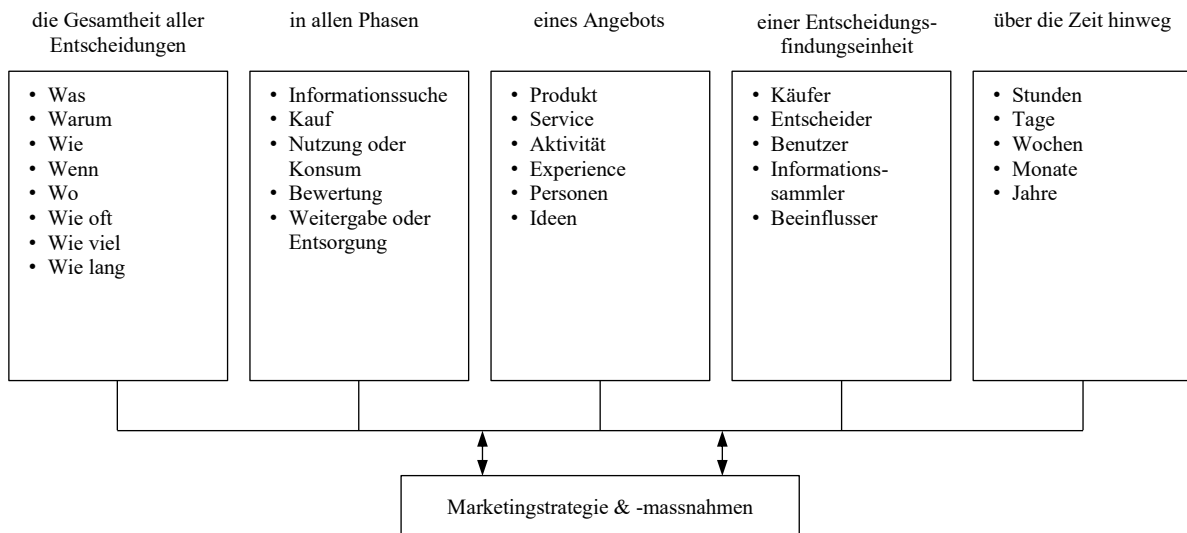 die Gesamtheit aller
Entscheidungen
in allen Phasen
eines Angebots
einer Entscheidungs-
findungseinheit
über die Zeit hinweg
• Was
• Warum
• Wie
• Wenn
• Wo
• Wie oft
• Wie viel
• Wie lang
• Informationssuche
• Kauf
• Nutzung oder
Konsum
• Bewertung
• Weitergabe oder
Entsorgung
• Produkt
• Service
• Aktivität
• Experience
• Personen
• Ideen
• Käufer
• Entscheider
• Benutzer
• Informations-
sammler
• Beeinflusser
• Stunden
• Tage
• Wochen
• Monate
• Jahre
Marketingstrategie & -massnahmen